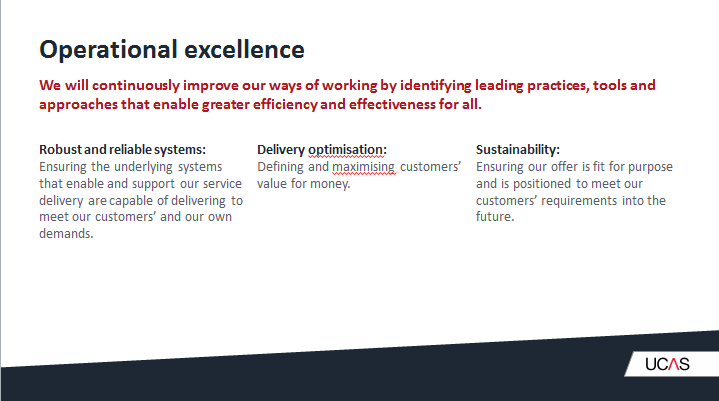 Operational excellence
We will continuously improve our ways of working by identifying leading practices, tools and
approaches that enable greater efficiency and effectiveness for all.
Robust and reliable systems:
Ensuring the underlying systems
that enable and support our service
delivery are capable of delivering to
meet our customers’ and our own
demands.
Delivery optimisation:
Defining and maximising customers’
value for money.
Sustainability:
Ensuring our offer is fit for purpose
and is positioned to meet our
customers’ requirements into the
future.
UCAS